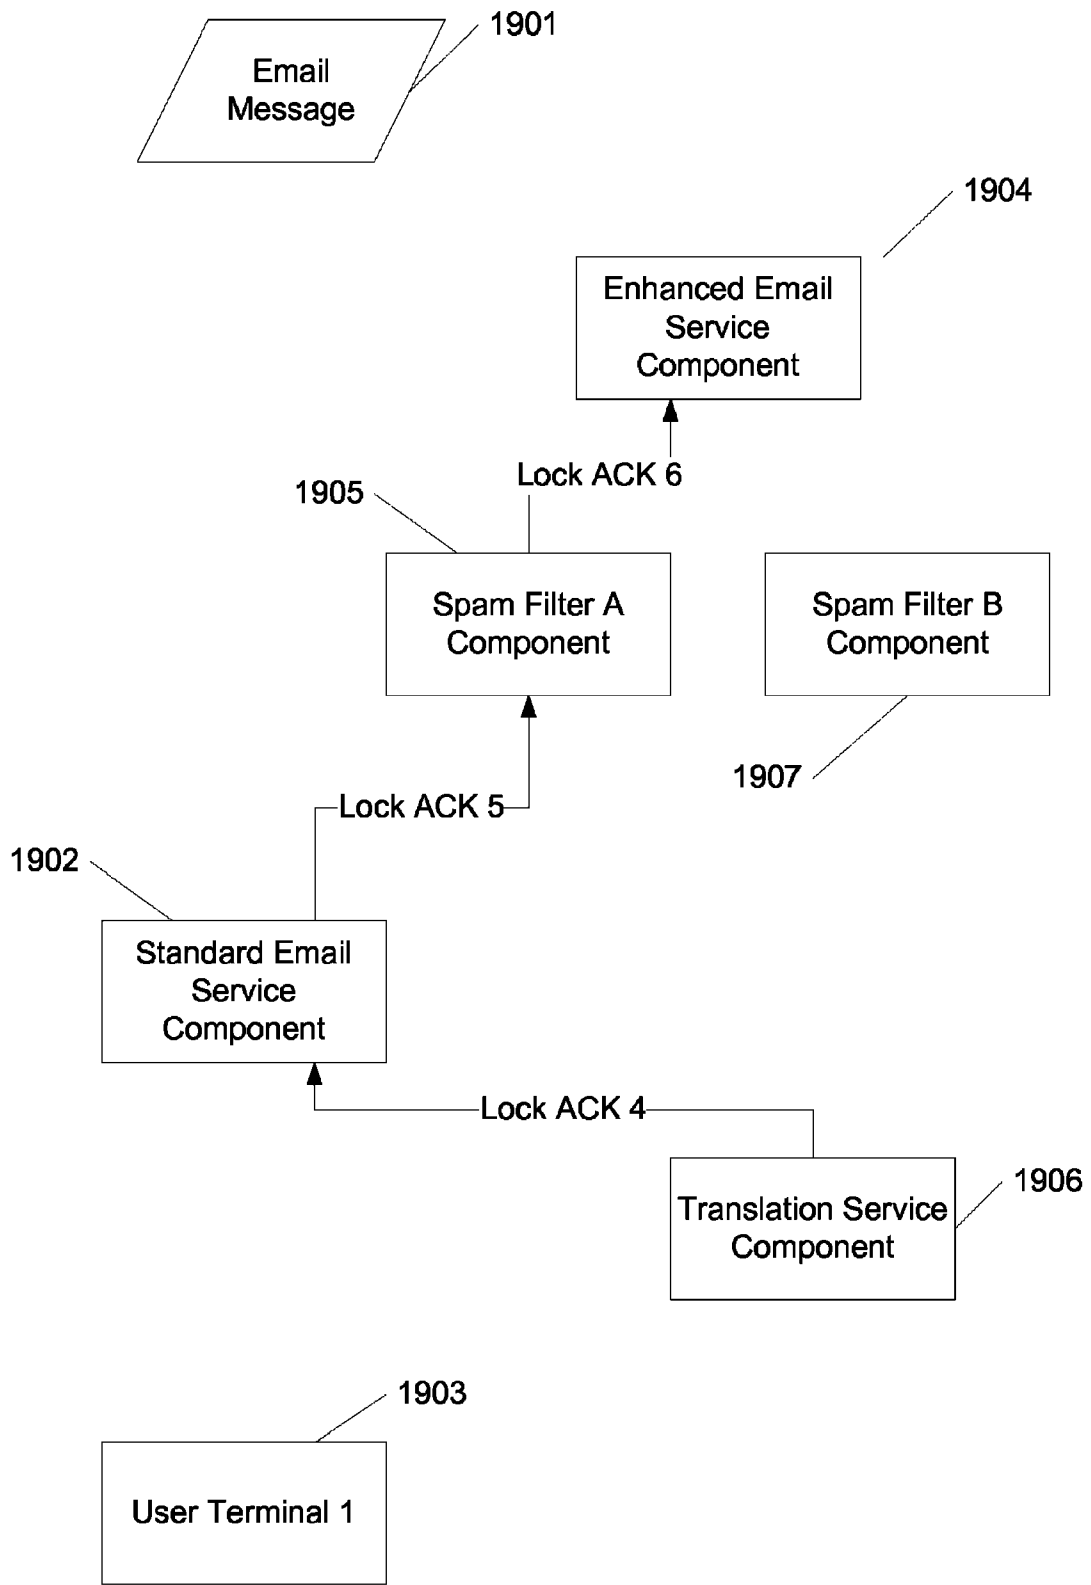 1901
Email
Message
1904
Enhanced Email
Service
Component
Lock ACK 6
1905
Spam Filter A
Component
Spam Filter B
Component
1907
Lock ACK 5
1902
Standard Email
Service
Component
Lock ACK 4
1906
Translation Service
Component
1903
User Terminal 1